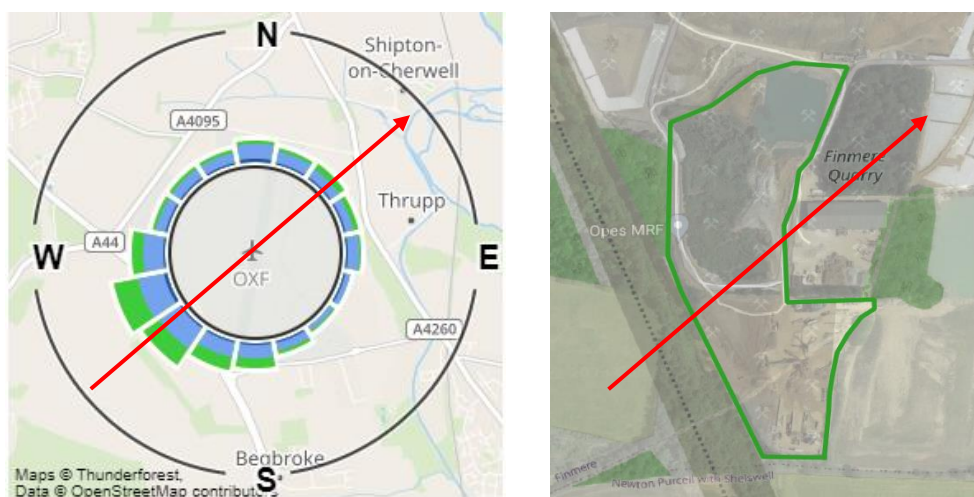 N
Shipton-
on-Cherwell
A4095
Thrupp
W
A44
E
OXF
A4260
Begbroke
S
Maps © Thunderforest,
Data © OpenStreetMap contribut
Finmere
Quarry
Opes MRF
Finmere
Newton Purcell with Shelswell